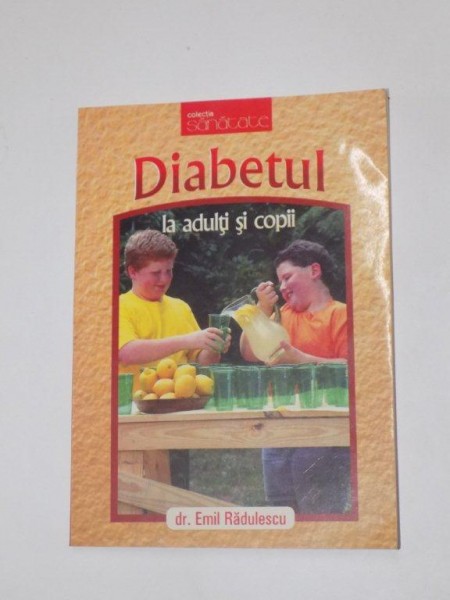 colecția
sănătate
Diabetul
la adulți și copii
dr. Emil Rădulescu